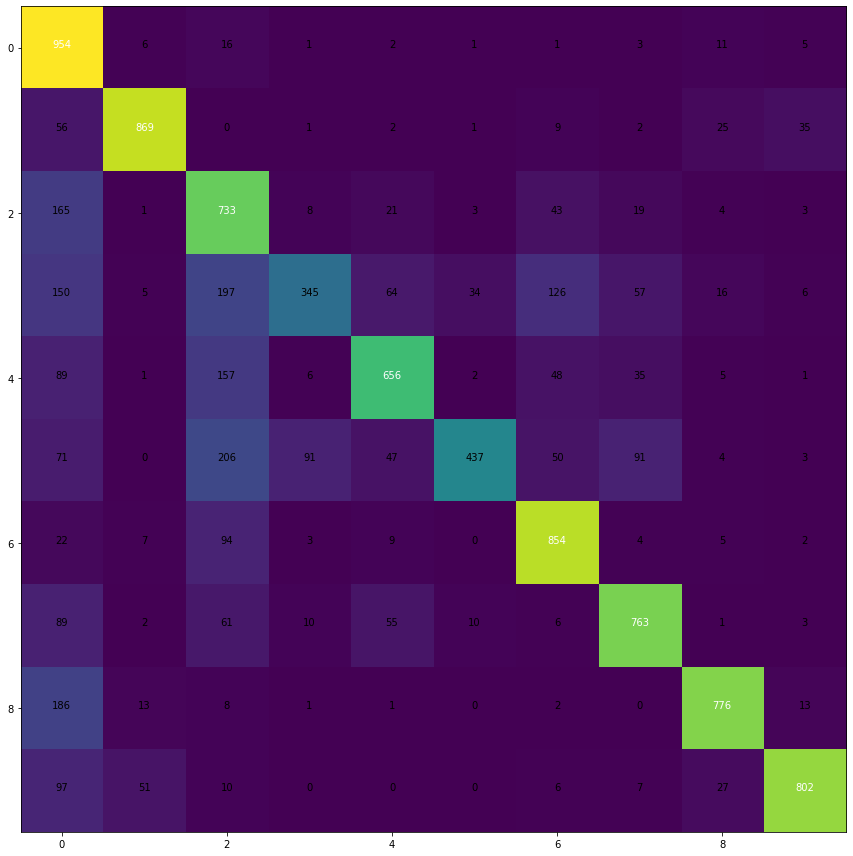 0 954 6 16 1 2 1 1 3 11 5
56 869 0 1 2 1 9 2 25 35
2 165 1 733 8 21 3 43 19 4 3
150 5 197 345 64 34 126 57 16 6
4 89 1 157 6 656 2 48 35 5 1
71 0 206 91 47 437 50 91 4 3
6 22 7 94 3 9 0 854 4 5 2
89 2 61 10 55 10 6 763 1 3
8 186 13 8 1 1 0 2 0 776 13
97 51 10 0 0 0 6 7 27 802
0 2 4 6 8